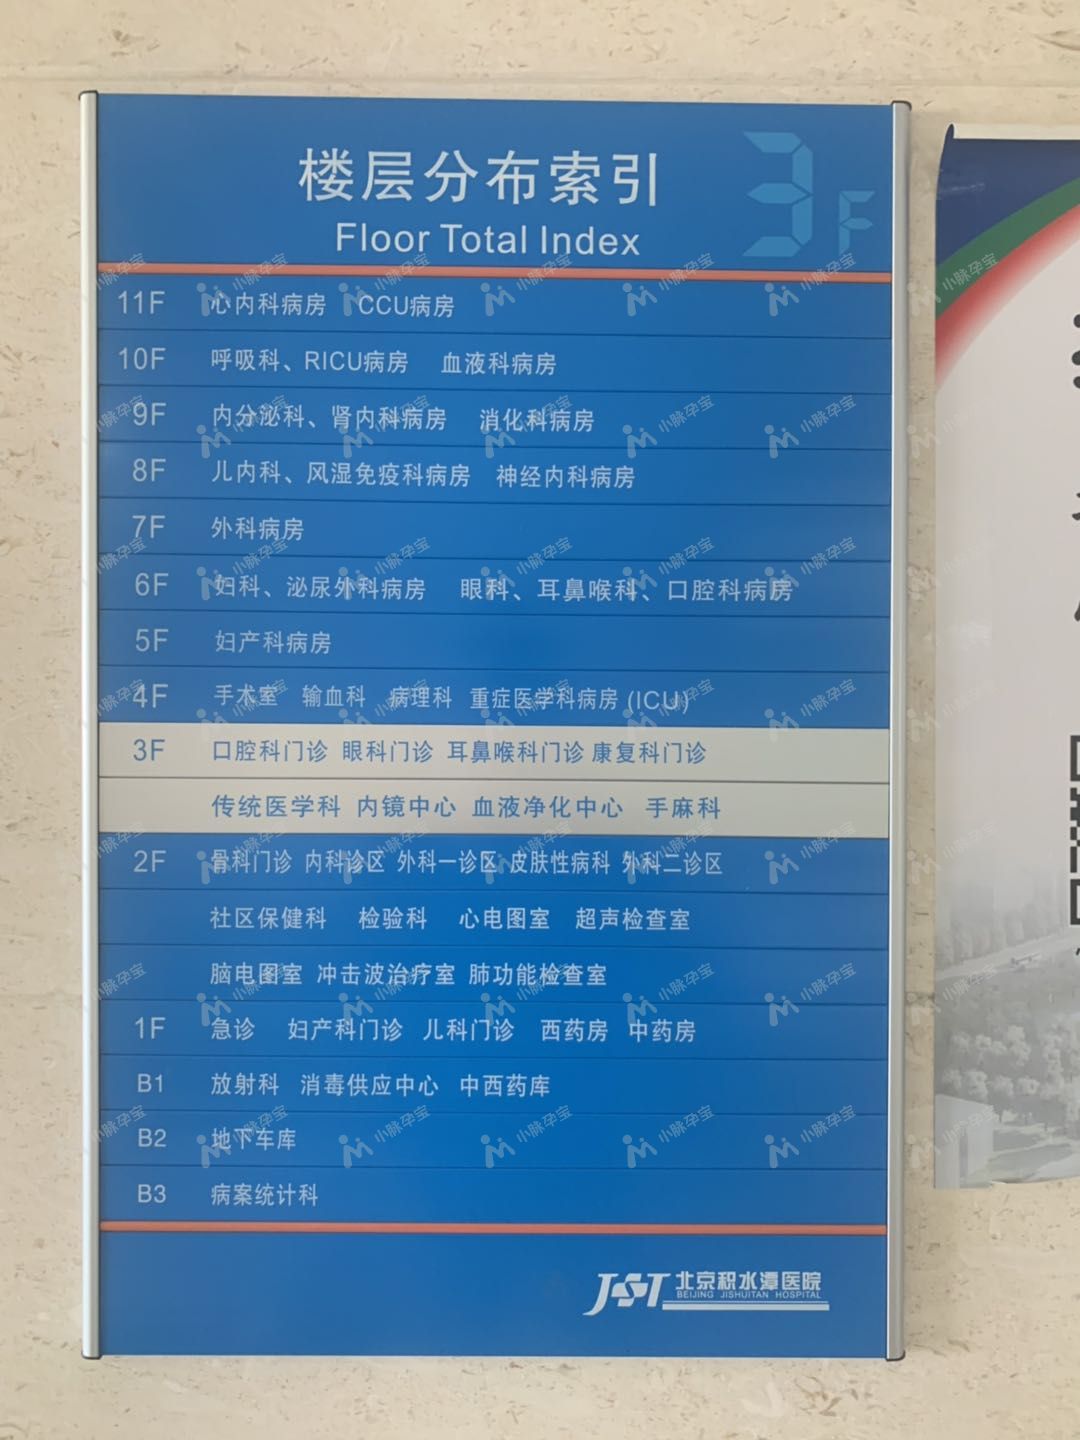 楼层分布索引
3F
Floor Total Index
11F 心内科病房 CCU病房
10F 呼吸科、RICU病房 血液科病房
9F 内分泌科、肾内科病房 消化科病房
8F 儿内科、风湿免疫科病房 神经内科病房
7F 外科病房
6F 妇科、泌尿外科病房 眼科、耳鼻喉科、口腔科病房
5F 妇产科病房
4F 手术室 输血科 病理科 重症医学科病房 (ICU)
3F 口腔科门诊 眼科门诊 耳鼻喉科门诊 康复科门诊
传统医学科 内镜中心 血液净化中心 手麻科
2F 骨科门诊 内科诊区 外科一诊区 皮肤性病科 外科二诊区
社区保健科 检验科 心电图室 超声检查室
脑电图室 冲击波治疗室 肺功能检查室
1F 急诊 妇产科门诊 儿科门诊 西药房 中药房
B1 放射科 消毒供应中心 中西药库
B2 地下车库
B3 病案统计科
JST 北京积水潭医院
BEIJING JISHUITAN HOSPITAL
小脉孕宝